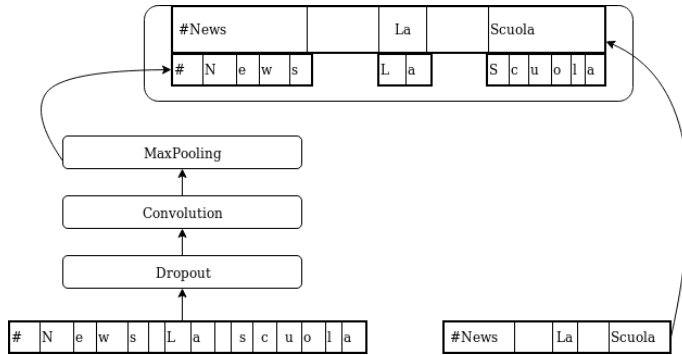 #News La Scuola
# N e w s L a S c u o l a
MaxPooling
Convolution
Dropout
# N e w s L a s c u o l a
#News La Scuola